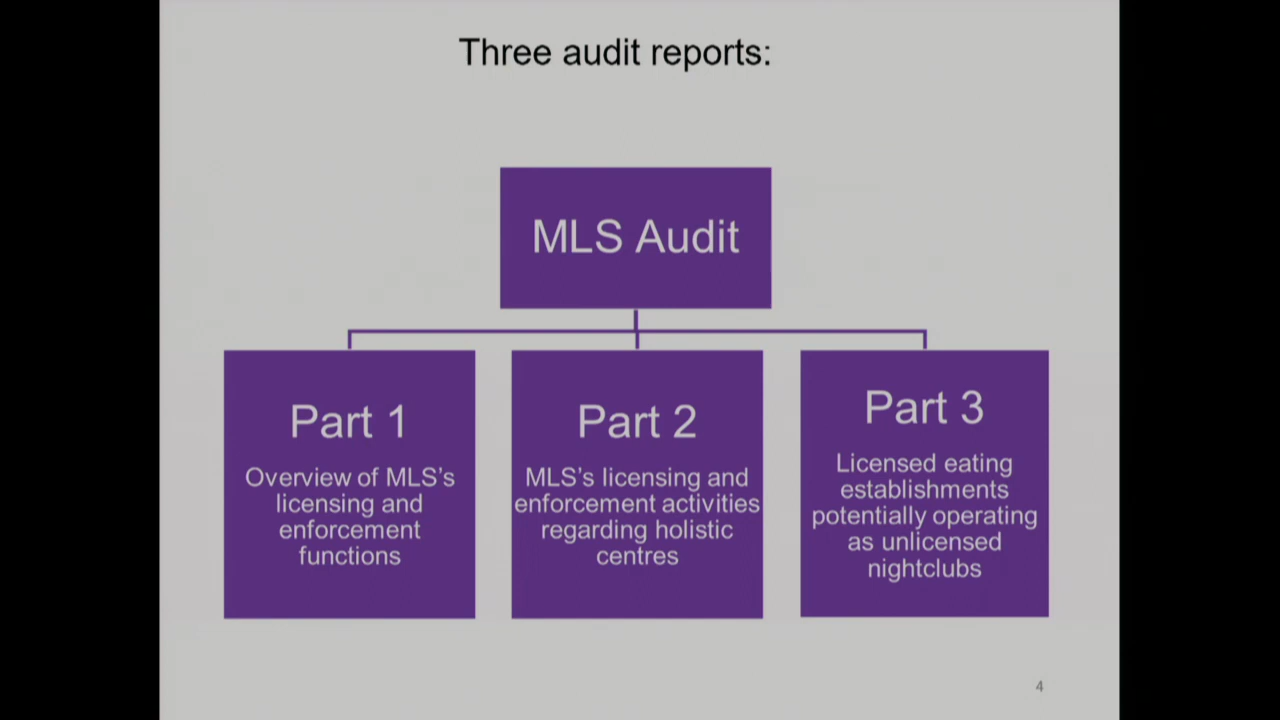 Three audit reports:
MLS Audit
Part 1
Overview of MLS's
licensing and
enforcement
functions
Part 2
MLS's licensing and
enforcement activities
regarding holistic
centres
Part 3
Licensed eating
establishments
potentially operating
as unlicensed
nightclubs
4